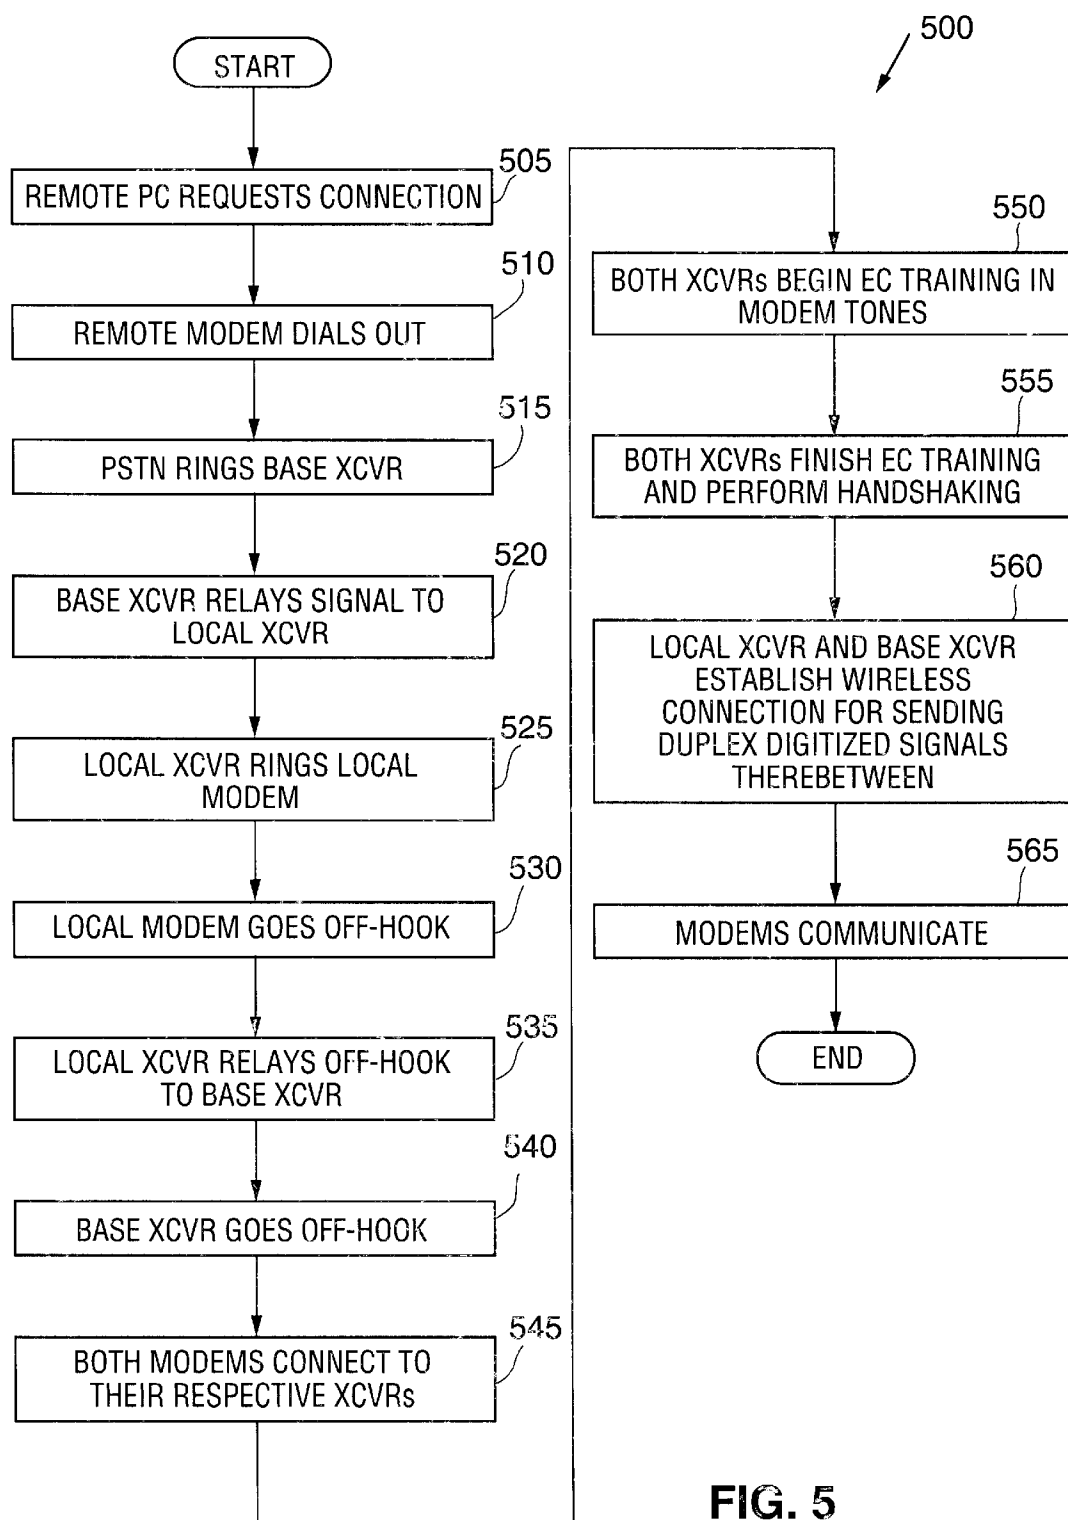 500
START
505
REMOTE PC REQUESTS CONNECTION
510
REMOTE MODEM DIALS OUT
515
PSTN RINGS BASE XCVR
520
BASE XCVR RELAYS SIGNAL TO
LOCAL XCVR
525
LOCAL XCVR RINGS LOCAL
MODEM
530
LOCAL MODEM GOES OFF-HOOK
535
LOCAL XCVR RELAYS OFF-HOOK
TO BASE XCVR
540
BASE XCVR GOES OFF-HOOK
545
BOTH MODEMS CONNECT TO
THEIR RESPECTIVE XCVRs
550
BOTH XCVRs BEGIN EC TRAINING IN
MODEM TONES
555
BOTH XCVRs FINISH EC TRAINING
AND PERFORM HANDSHAKING
560
LOCAL XCVR AND BASE XCVR
ESTABLISH WIRELESS
CONNECTION FOR SENDING
DUPLEX DIGITIZED SIGNALS
THEREBETWEEN
565
MODEMS COMMUNICATE
END
FIG. 5